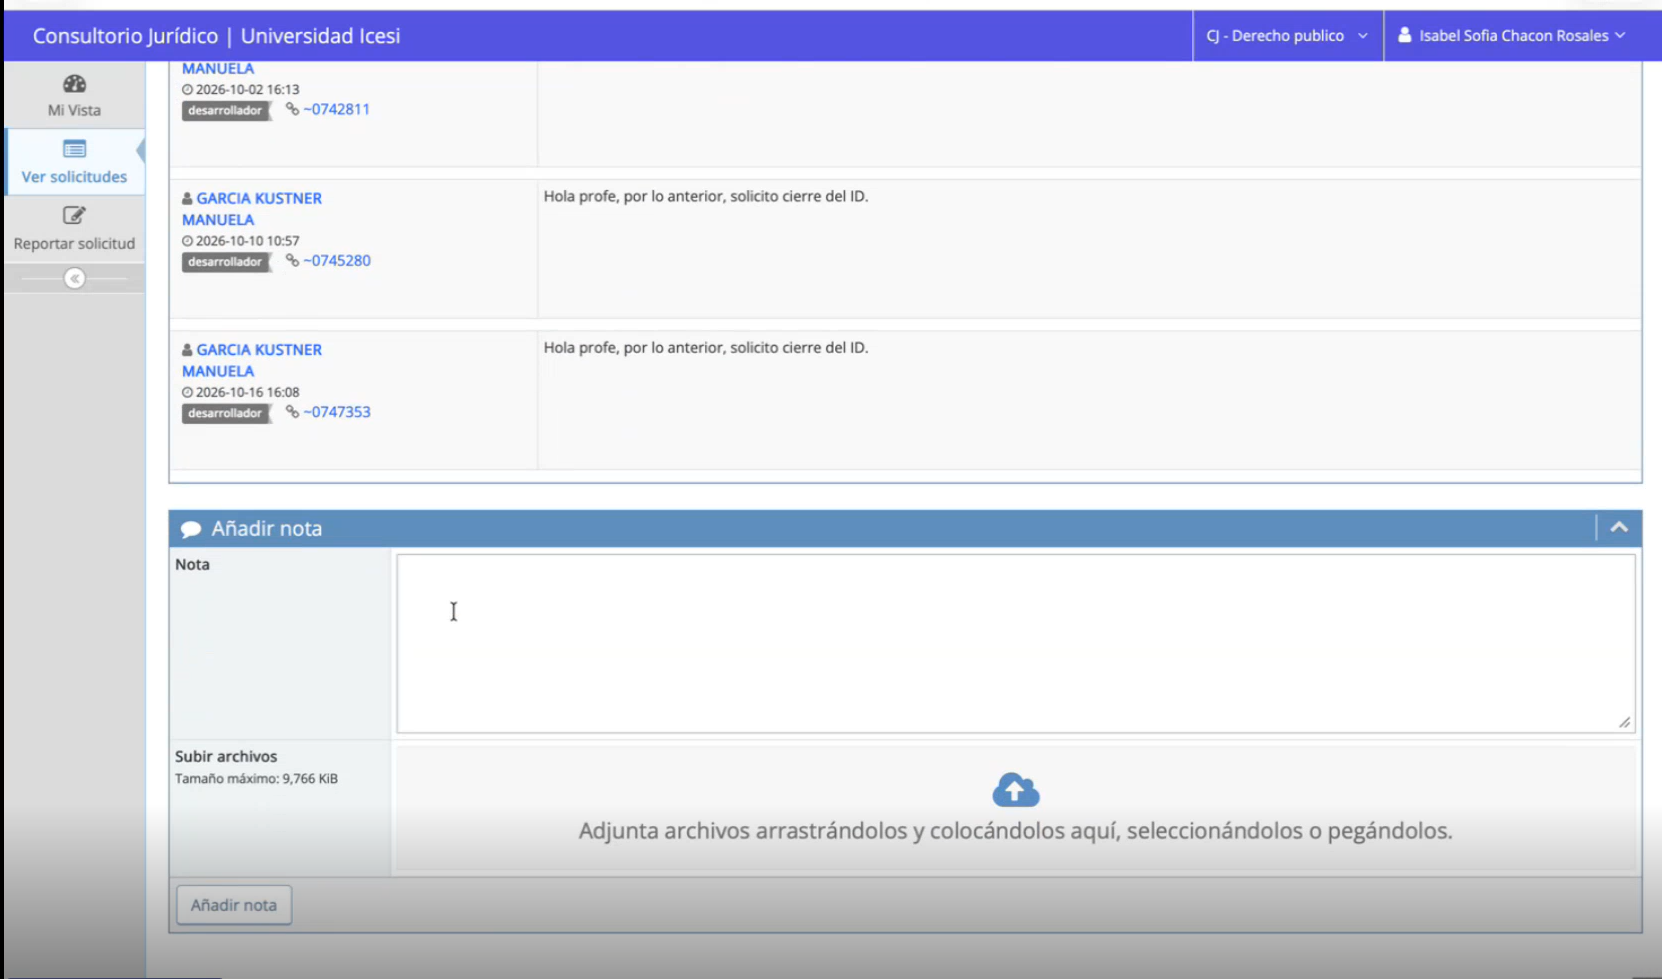 Consultorio Jurídico | Universidad Icesi
CJ - Derecho publico
Isabel Sofia Chacon Rosales
Mi Vista
Ver solicitudes
Reportar solicitud
MANUELA
2026-10-02 16:13
desarrollador ~0742811
GARCIA KUSTNER
MANUELA
2026-10-10 10:57
desarrollador ~0745280
Hola profe, por lo anterior, solicito cierre del ID.
GARCIA KUSTNER
MANUELA
2026-10-16 16:08
desarrollador ~0747353
Hola profe, por lo anterior, solicito cierre del ID.
Añadir nota
Nota
Subir archivos
Tamaño máximo: 9,766 KiB
Adjunta archivos arrastrándolos y colocándolos aquí, seleccionándolos o pegándolos.
Añadir nota